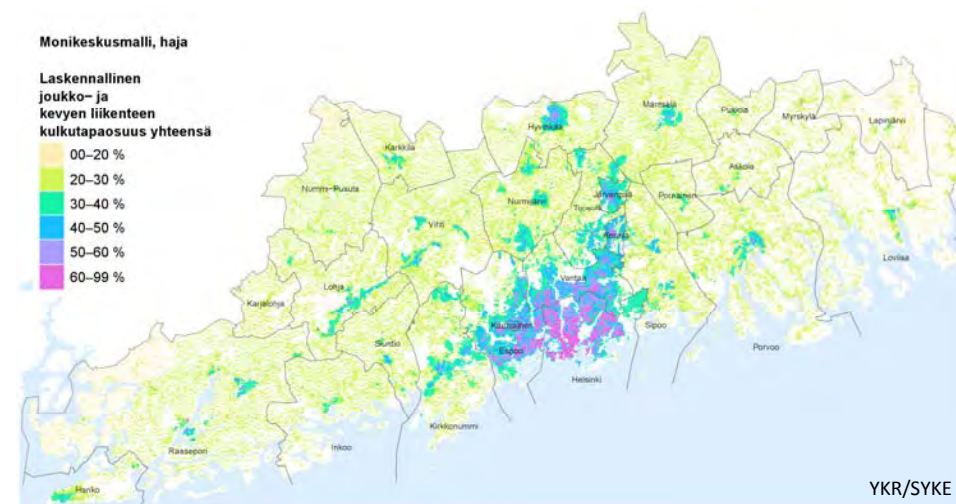 Monikeskusmalli, haja
Laskennallinen
joukko– ja
kevyen liikenteen
kulkutapaosuus yhteensä
00–20 %
20–30 %
30–40 %
40–50 %
50–60 %
60–99 %
Mäntsälä
Pukkila
Myrskylä
Lapinjärvi
Hyvinkää
Karkkila
Askola
Nummi–Pusula
Järvenpää
Pornainen
Nurmijärvi
Tuusula
Vihti
Kerava
Loviisa
Vantaa
Lohja
Karjalohja
Kauniainen
Sipoo
Siuntio
Espoo
Porvoo
Helsinki
Kirkkonummi
Inkoo
Raasepori
Hanko
YKR/SYKE